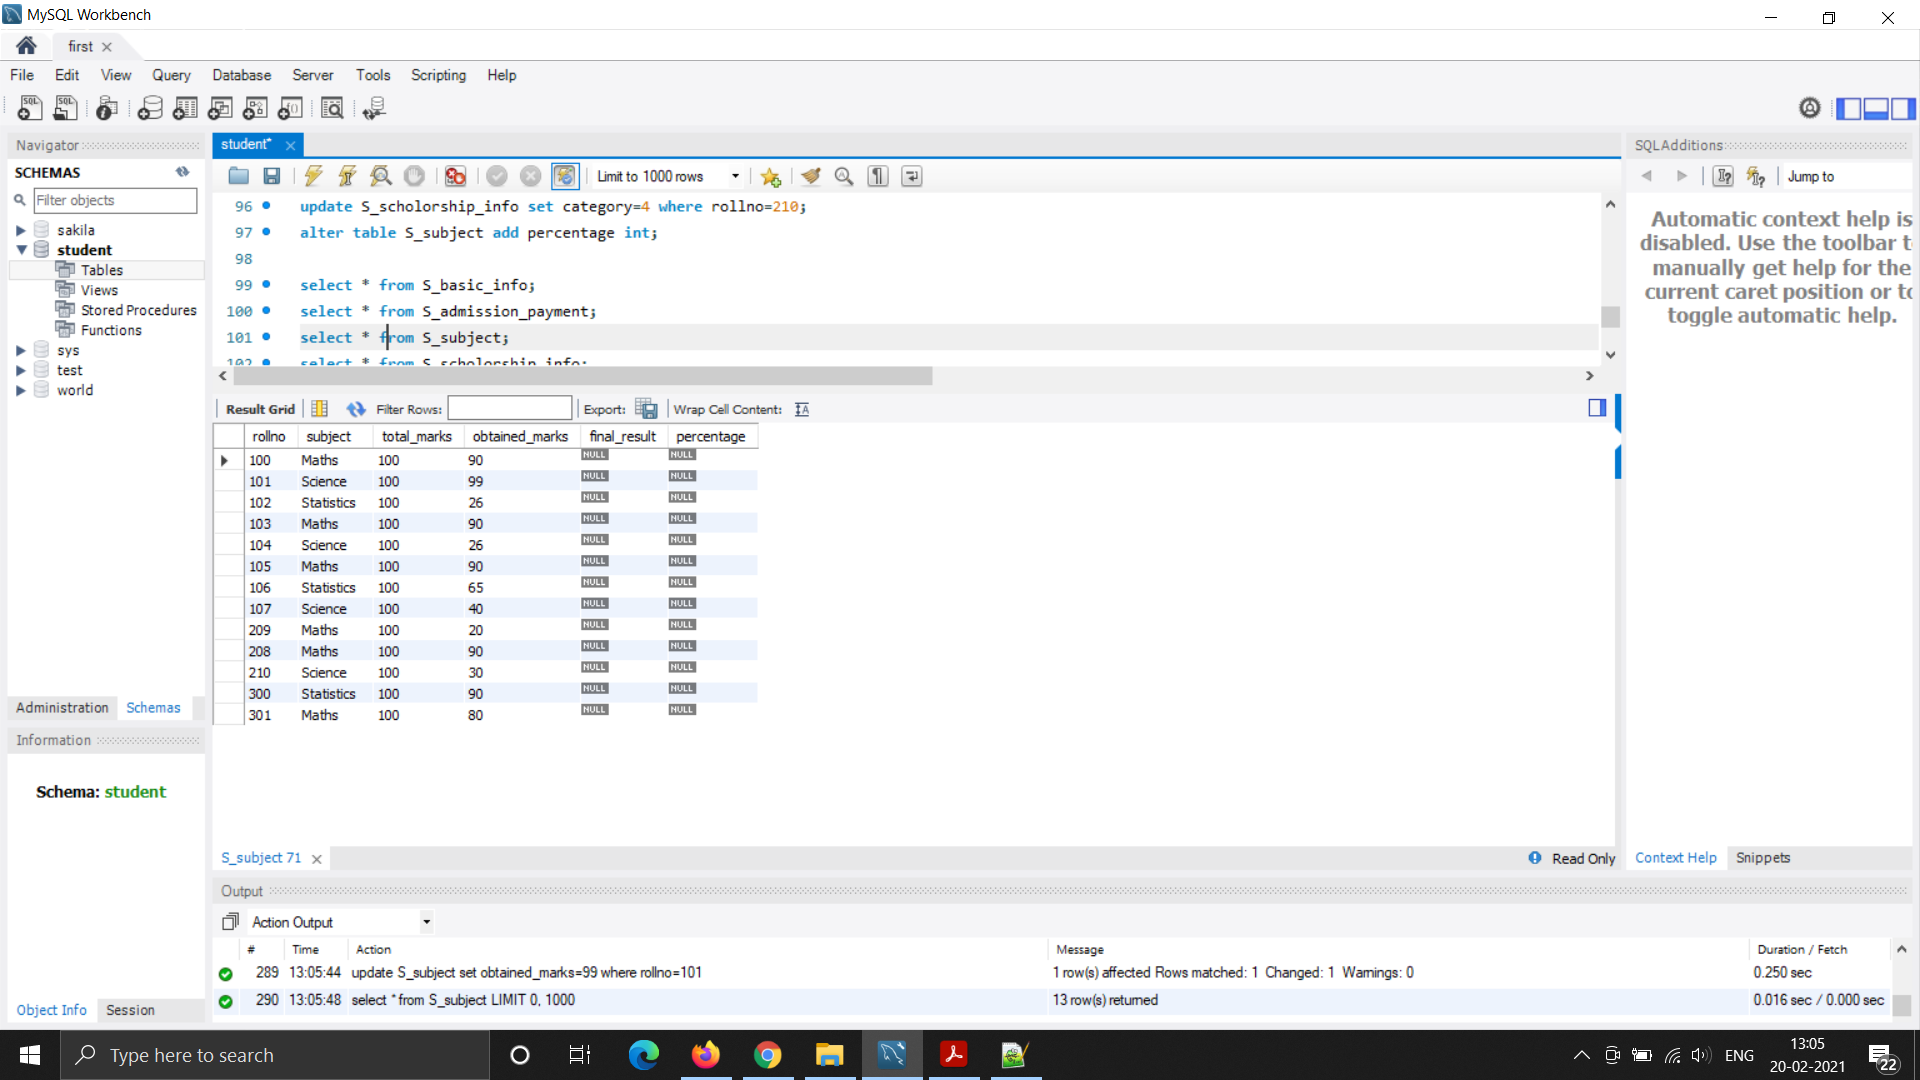 MySQL Workbench
first
File Edit View Query Database Server Tools Scripting Help
Navigator
SCHEMAS
Filter objects
sakila
student
Tables
Views
Stored Procedures
Functions
sys
test
world
Administration Schemas
Information
Schema: student
Object Info Session
student*
Limit to 1000 rows
96 update S_scholorship_info set category=4 where rollno=210;
97 alter table S_subject add percentage int;
98
99 select * from S_basic_info;
100 select * from S_admission_payment;
101 select * from S_subject;
102 select * from S_scholorship_info;
Result Grid Filter Rows: Export: Wrap Cell Content:
rollno subject total_marks obtained_marks final_result percentage
100 Maths 100 90 NULL NULL
101 Science 100 99 NULL NULL
102 Statistics 100 26 NULL NULL
103 Maths 100 90 NULL NULL
104 Science 100 26 NULL NULL
105 Maths 100 90 NULL NULL
106 Statistics 100 65 NULL NULL
107 Science 100 40 NULL NULL
209 Maths 100 20 NULL NULL
208 Maths 100 90 NULL NULL
210 Science 100 30 NULL NULL
300 Statistics 100 90 NULL NULL
301 Maths 100 80 NULL NULL
S_subject 71
Read Only
SQLAdditions
Jump to
Automatic context help is
disabled. Use the toolbar t
manually get help for the
current caret position or to
toggle automatic help.
Context Help Snippets
Output
Action Output
# Time Action Message Duration / Fetch
289 13:05:44 update S_subject set obtained_marks=99 where rollno=101 1 row(s) affected Rows matched: 1 Changed: 1 Warnings: 0 0.250 sec
290 13:05:48 select * from S_subject LIMIT 0, 1000 13 row(s) returned 0.016 sec / 0.000 sec
Type here to search
ENG
13:05
20-02-2021
22